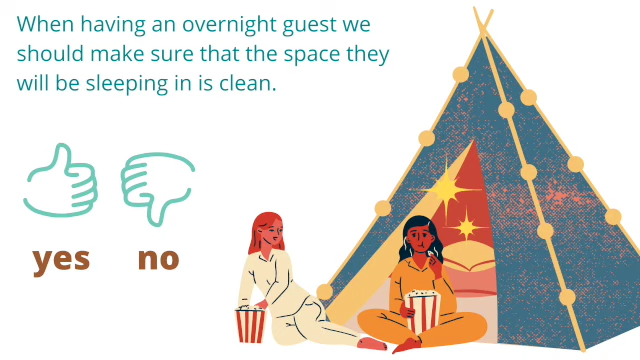 When having an overnight guest we
should make sure that the space they
will be sleeping in is clean.
yes no